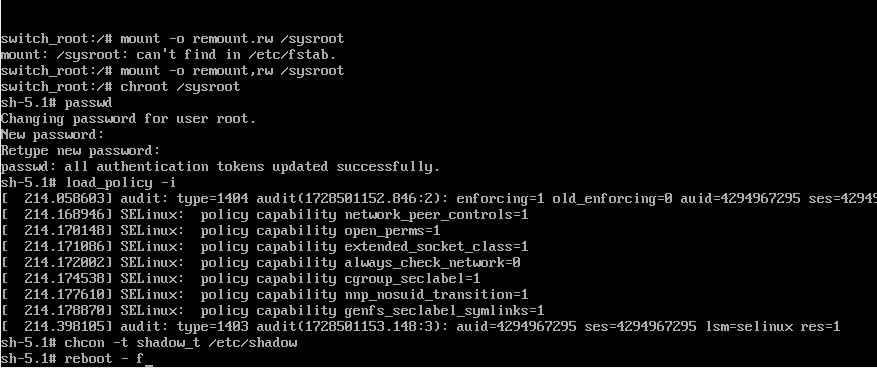 switch_root:/# mount -o remount.rw /sysroot
mount: /sysroot: can't find in /etc/fstab.
switch_root:/# mount -o remount,rw /sysroot
switch_root:/# chroot /sysroot
sh-5.1# passwd
Changing password for user root.
New password:
Retype new password:
passwd: all authentication tokens updated successfully.
sh-5.1# load_policy -i
[  214.058603] audit: type=1404 audit(1728501152.846:2): enforcing=1 old_enforcing=0 auid=4294967295 ses=4294
[  214.168946] SELinux:  policy capability network_peer_controls=1
[  214.170148] SELinux:  policy capability open_perms=1
[  214.171086] SELinux:  policy capability extended_socket_class=1
[  214.172002] SELinux:  policy capability always_check_network=0
[  214.174538] SELinux:  policy capability cgroup_seclabel=1
[  214.177610] SELinux:  policy capability nnp_nosuid_transition=1
[  214.178870] SELinux:  policy capability genfs_seclabel_symlinks=1
[  214.398105] audit: type=1403 audit(1728501153.148:3): auid=4294967295 ses=4294967295 lsm=selinux res=1
sh-5.1# chcon -t shadow_t /etc/shadow
sh-5.1# reboot - f_